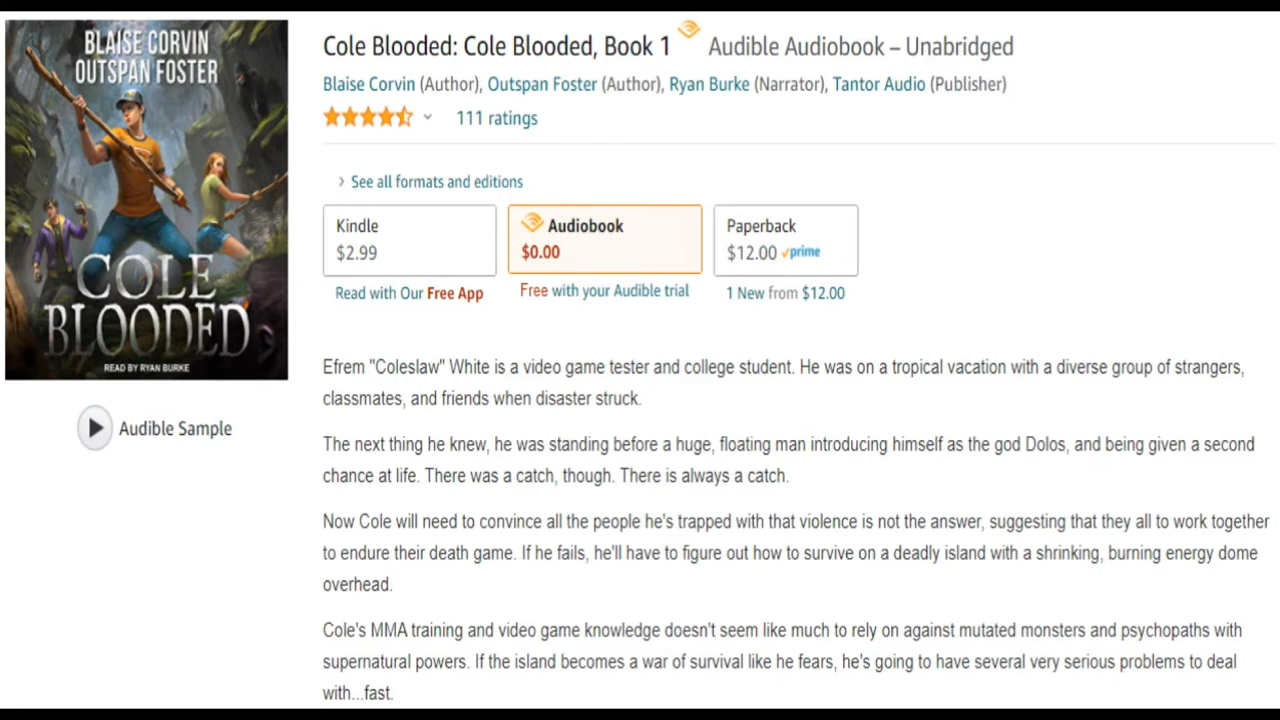 BLAISE CORVIN
OUTSPAN FOSTER
COLE
BLOODED
READ BY RYAN BURKE
Audible Sample
Cole Blooded: Cole Blooded, Book 1 Audible Audiobook – Unabridged
Blaise Corvin (Author), Outspan Foster (Author), Ryan Burke (Narrator), Tantor Audio (Publisher)
111 ratings
See all formats and editions
Kindle
$2.99
Read with Our Free App
Audiobook
$0.00
Free with your Audible trial
Paperback
$12.00 prime
1 New from $12.00
Efrem "Coleslaw" White is a video game tester and college student. He was on a tropical vacation with a diverse group of strangers,
classmates, and friends when disaster struck.
The next thing he knew, he was standing before a huge, floating man introducing himself as the god Dolos, and being given a second
chance at life. There was a catch, though. There is always a catch.
Now Cole will need to convince all the people he's trapped with that violence is not the answer, suggesting that they all to work together
to endure their death game. If he fails, he'll have to figure out how to survive on a deadly island with a shrinking, burning energy dome
overhead.
Cole's MMA training and video game knowledge doesn't seem like much to rely on against mutated monsters and psychopaths with
supernatural powers. If the island becomes a war of survival like he fears, he's going to have several very serious problems to deal
with...fast.